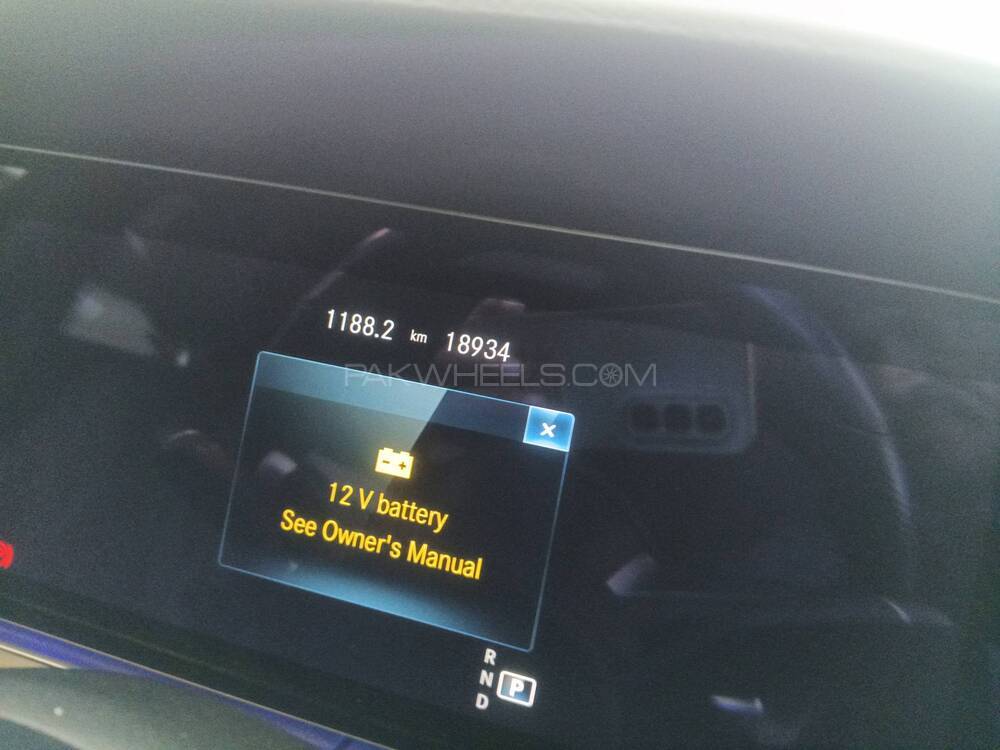 1188.2 km 18934
PAKWHEELS.COM
×
12 V battery
See Owner's Manual
R
N P
D